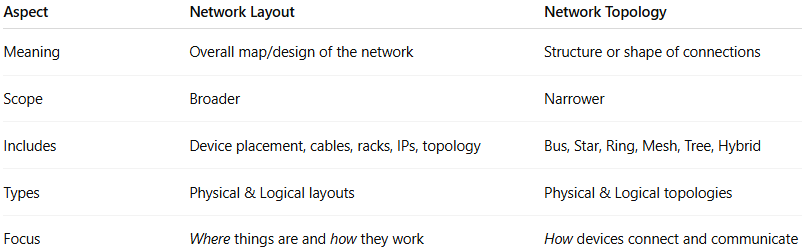 Aspect Network Layout Network Topology
Meaning Overall map/design of the network Structure or shape of connections
Scope Broader Narrower
Includes Device placement, cables, racks, IPs, topology Bus, Star, Ring, Mesh, Tree, Hybrid
Types Physical & Logical layouts Physical & Logical topologies
Focus Where things are and how they work How devices connect and communicate